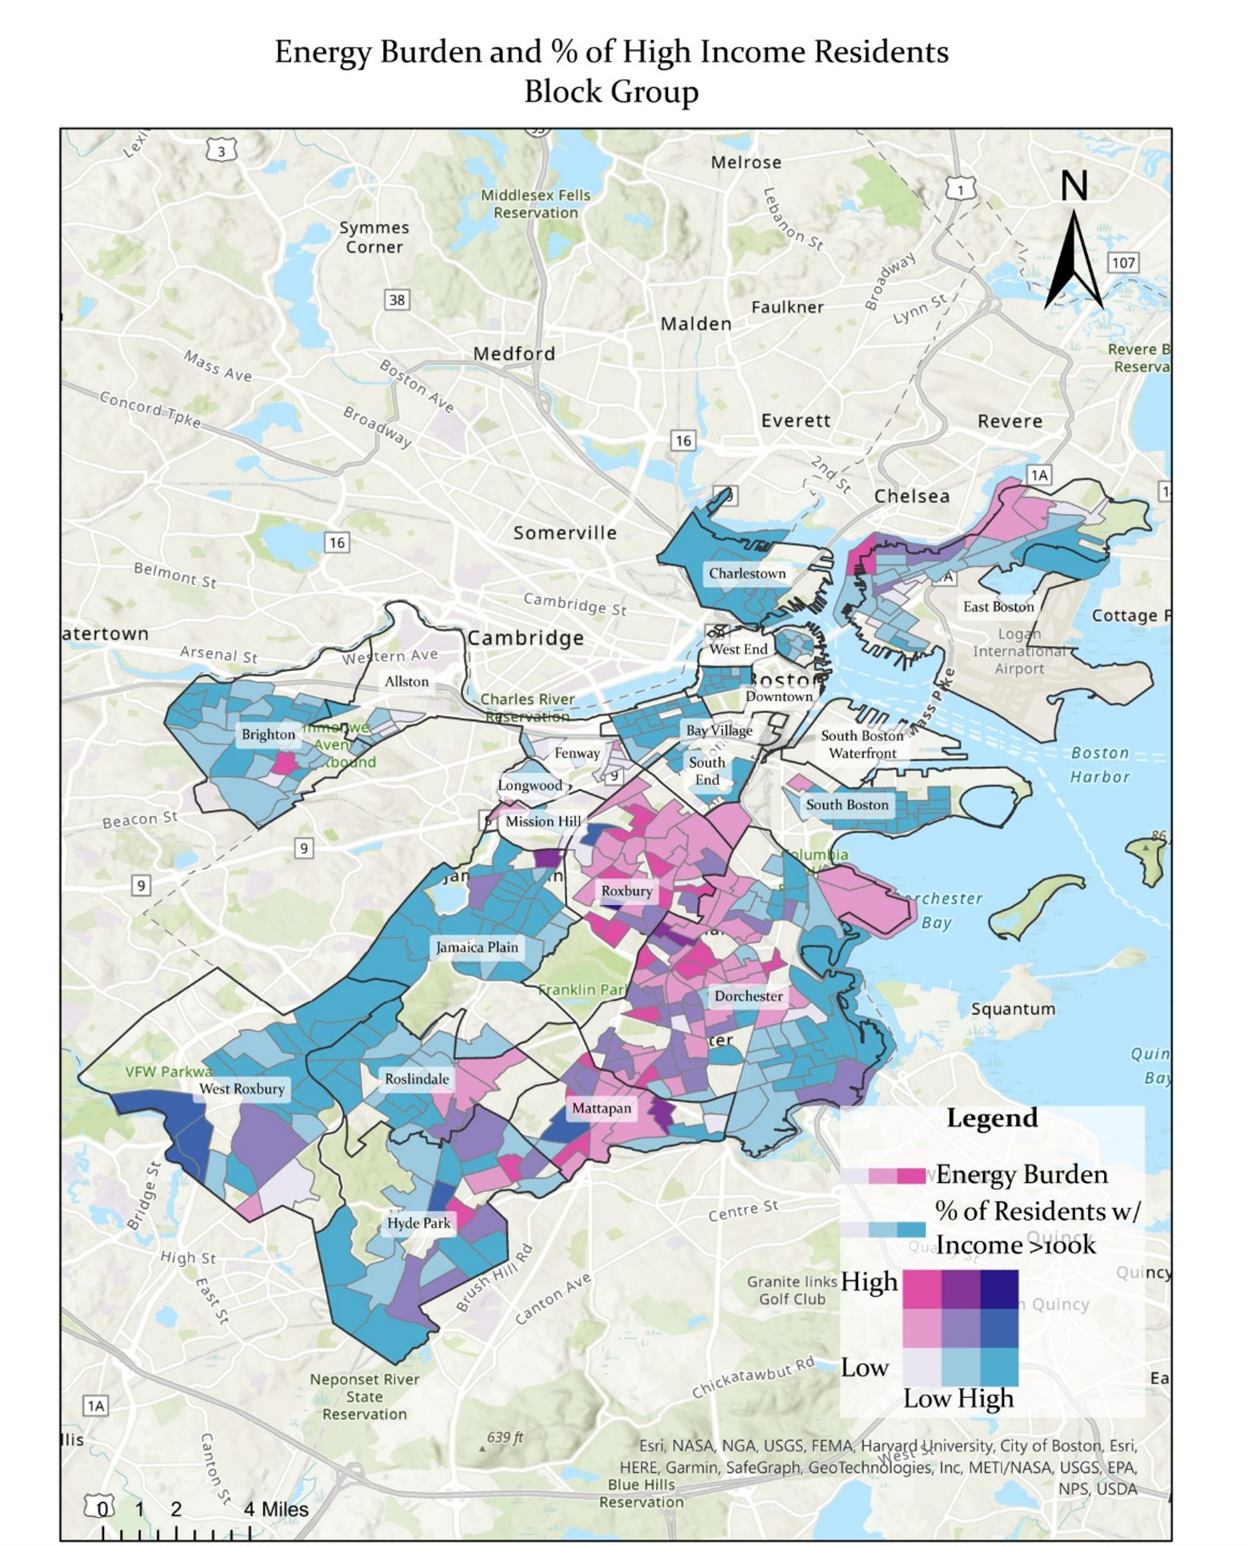 Energy Burden and % of High Income Residents
Block Group
3
Melrose
1
N
Middlesex Fells
Reservation
Lebanon St
Symmes
Corner
Broadway
107
38
Faulkner
Lynn St
Malden
Medford
Revere B
Reserva
Mass Ave
Boston Ave
Concord Tpke
Broadway
Everett
Revere
16
2nd St
1A
Chelsea
Somerville
16
Charlestown
Belmont St
Cambridge St
East Boston
Cottage F
atertown
Cambridge
Logan
International
Airport
Arsenal St
Western Ave
West End
Allston
Boston
Downtown
Charles River
Reservation
Mass Pike
Brighton
Bay Village
South Boston
Waterfront
Fenway
South
End
Boston
Harbor
9
Longwood
South Boston
Beacon St
Mission Hill
9
Columbia
9
Roxbury
orchester
Bay
Jamaica Plain
Franklin Park
Dorchester
Squantum
ter
VFW Parkwa
West Roxbury
Roslindale
Quin
Bay
Mattapan
Legend
Energy Burden
% of Residents w/
Income >100k
Bridge St
Hyde Park
Centre St
High St
Quincy
East St
Brush Hill Rd
Canton Ave
Granite links
Golf Club
High
n Quincy
Low
Low High
Chickatawbut Rd
Neponset River
State
Reservation
Ea
1A
llis
Canton St
639 ft
Esri, NASA, NGA, USGS, FEMA, Harvard University, City of Boston, Esri,
HERE, Garmin, SafeGraph, GeoTechnologies, Inc, METI/NASA, USGS, EPA,
NPS, USDA
West St
Blue Hills
Reservation
0 1 2 4 Miles